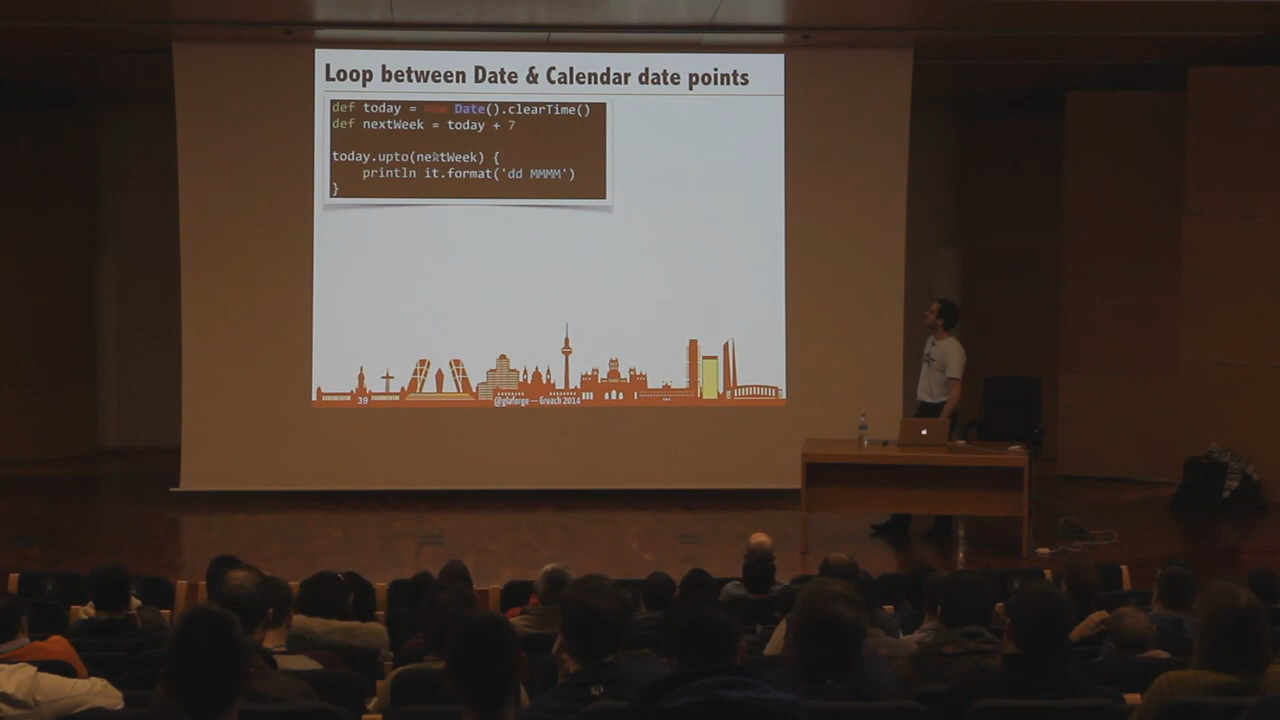 Loop between Date & Calendar date points
def today = new Date().clearTime()
def nextWeek = today + 7
today.upto(nextWeek) {
println it.format('dd MMMM')
}
39
@glaforge — Greach 2014